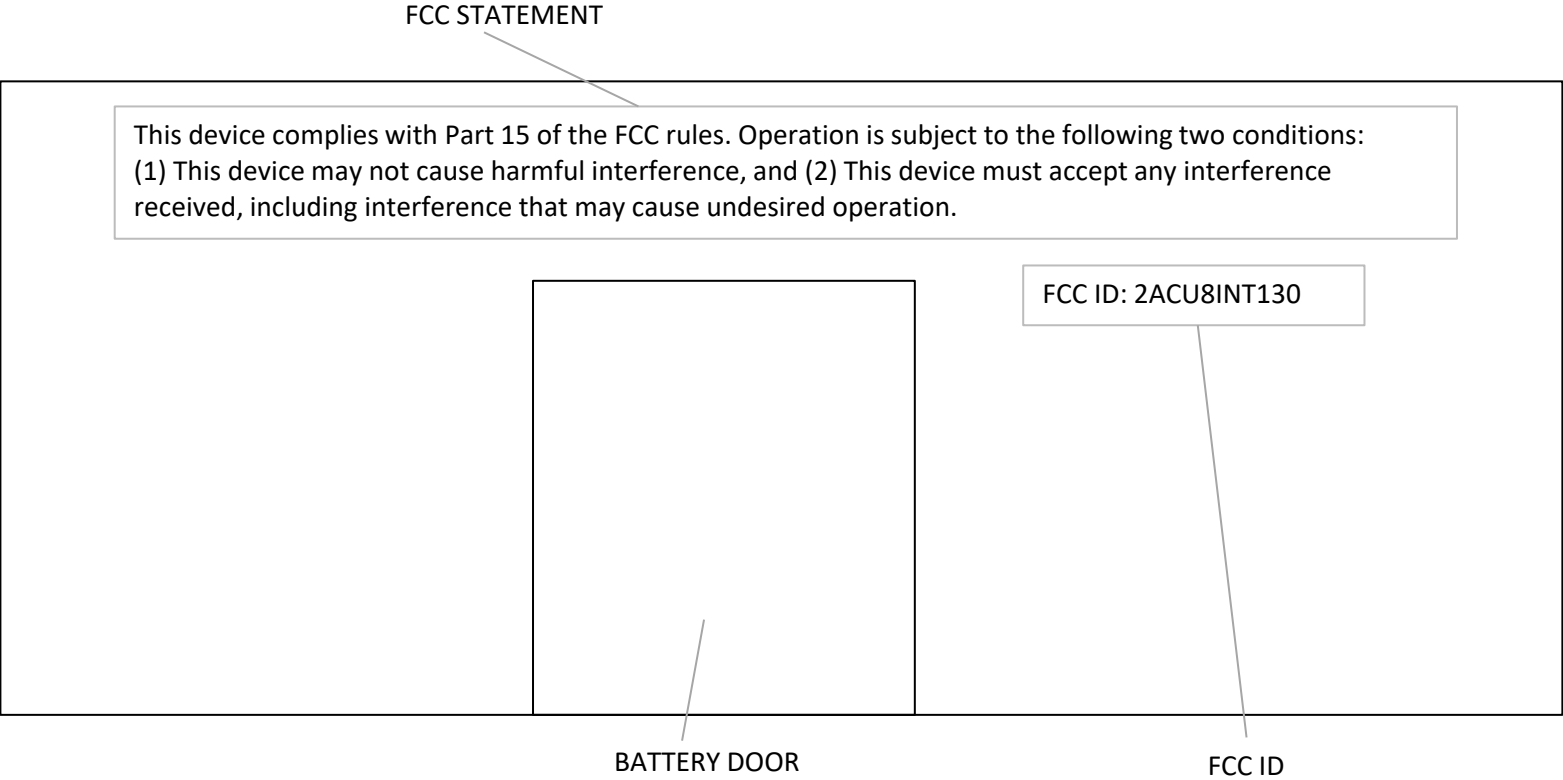 FCC STATEMENT
This device complies with Part 15 of the FCC rules. Operation is subject to the following two conditions:
(1) This device may not cause harmful interference, and (2) This device must accept any interference
received, including interference that may cause undesired operation.
FCC ID: 2ACU8INT130
BATTERY DOOR
FCC ID